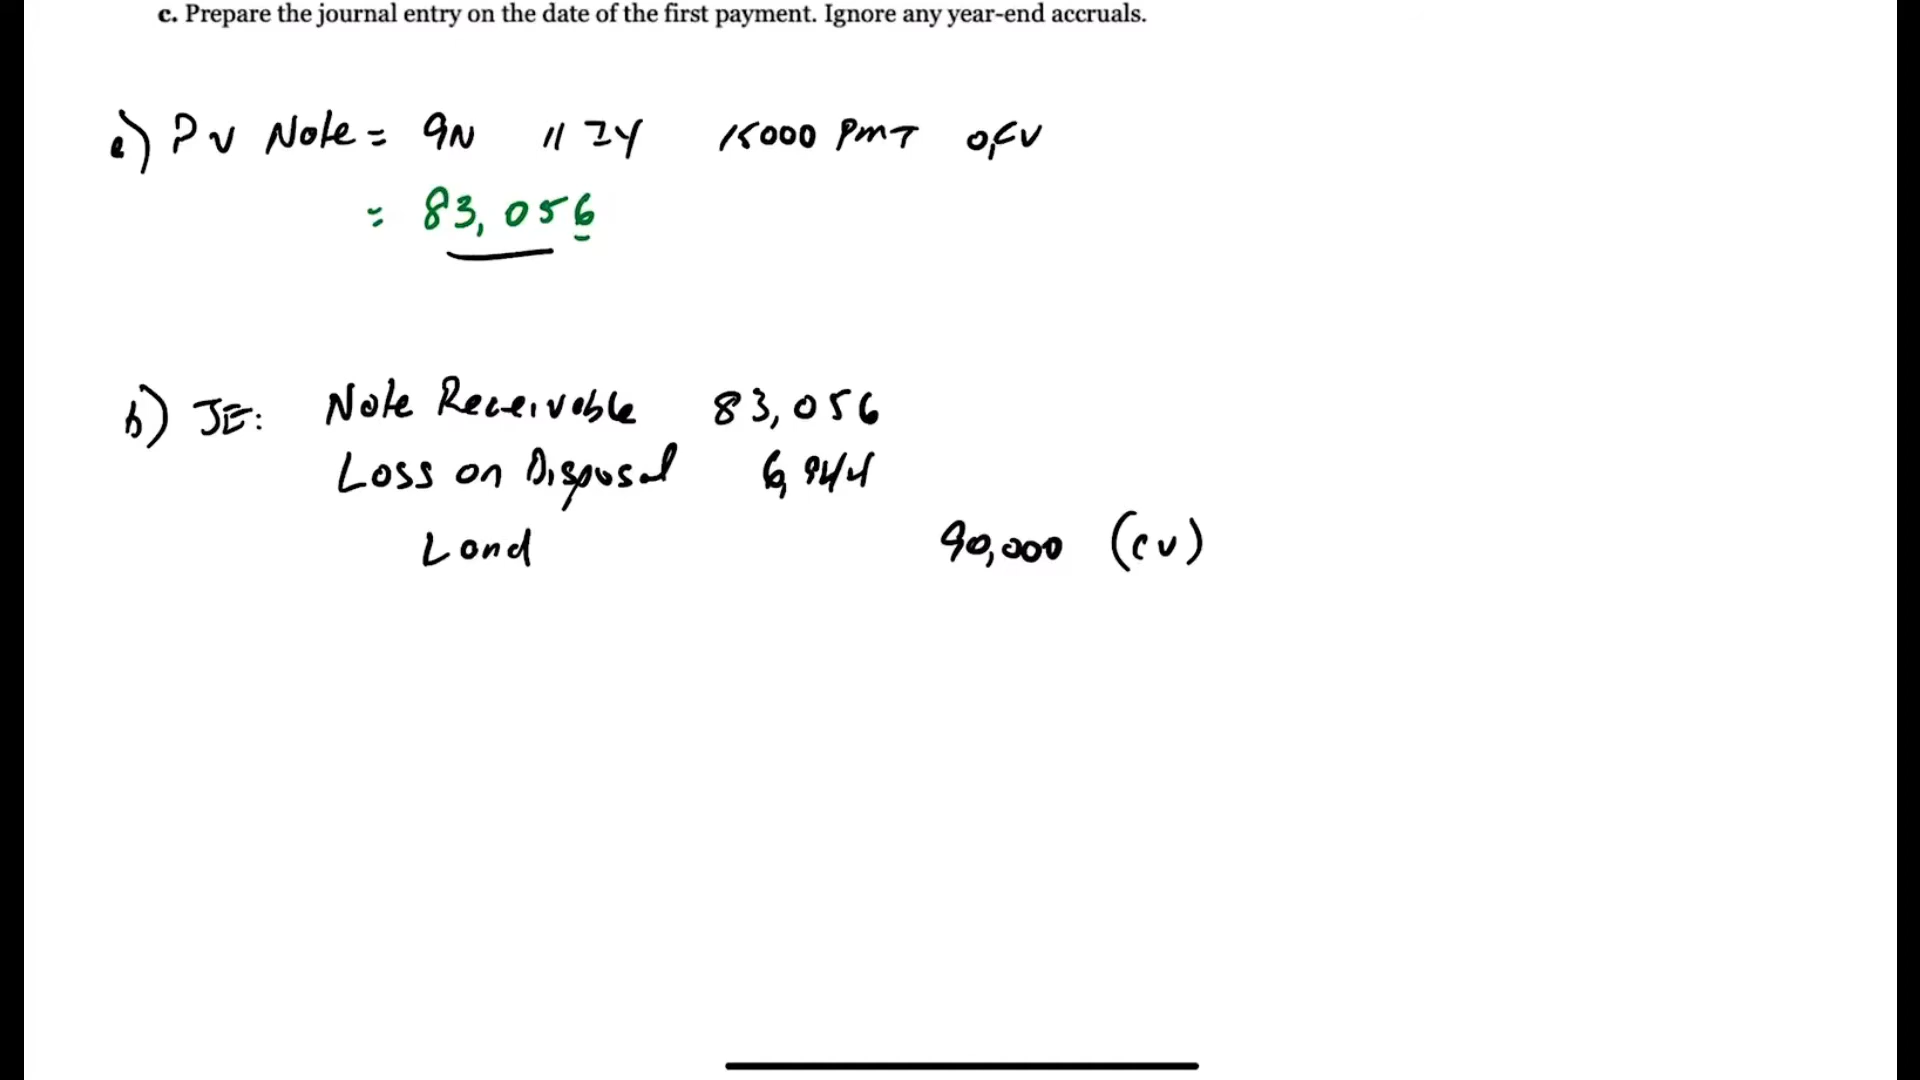 c. Prepare the journal entry on the date of the first payment. Ignore any year-end accruals.
a) PV Note = 9N 11 IY 15000 PMT 0,FV
= 83,056
b) JE: Note Receivable 83,056
Loss on Disposal 6,944
Land 90,000 (CV)